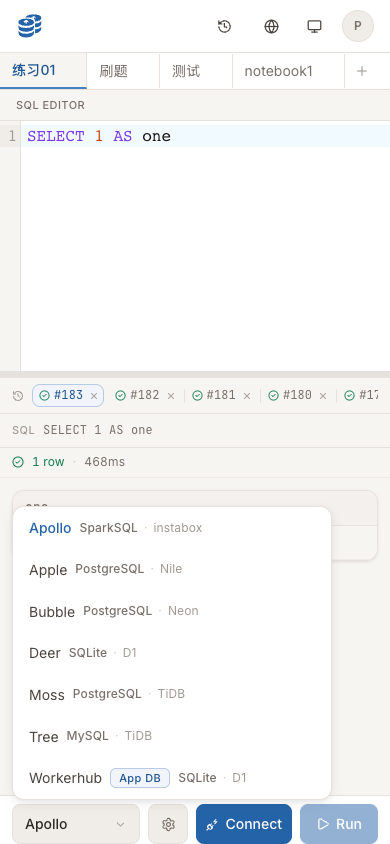 P
练习01 刷题 测试 notebook1 +
SQL EDITOR
1 SELECT 1 AS one
#183 × #182 × #181 × #180 ×
SQL SELECT 1 AS one
1 row · 468ms
Apollo SparkSQL · instabox
Apple PostgreSQL · Nile
Bubble PostgreSQL · Neon
Deer SQLite · D1
Moss PostgreSQL · TiDB
Tree MySQL · TiDB
Workerhub App DB SQLite · D1
Apollo Connect Run